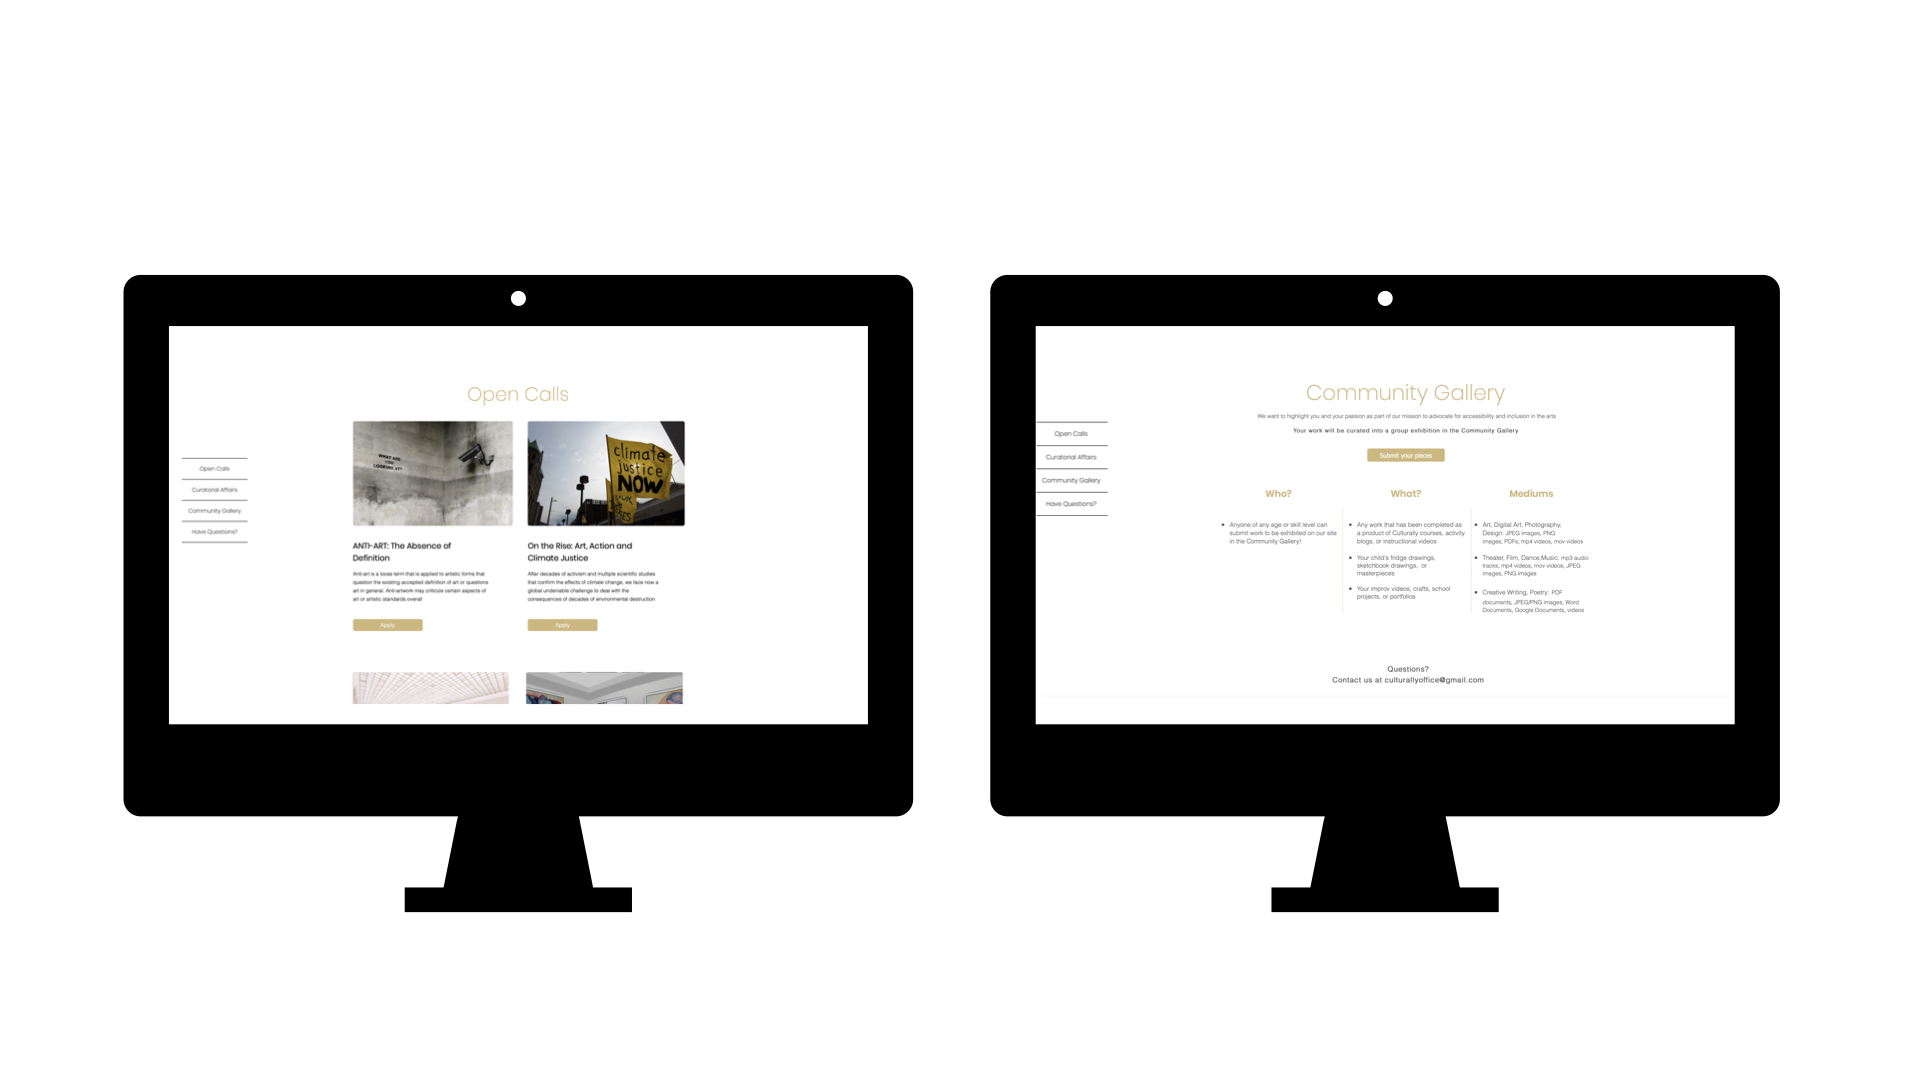 Open Calls
Open Calls
Curatorial Affairs
Community Gallery
Have Questions?
WHAT ARE
YOU
LOOKING AT?
climate
justice
NOW
ANTI-ART: The Absence of
Definition
Anti-art is a loose term that is applied to artistic forms that
question the existing accepted definition of art or questions
art in general. Anti-artwork may criticize certain aspects of
art or artistic standards overall
Apply
On the Rise: Art, Action and
Climate Justice
After decades of activism and multiple scientific studies
that confirm the effects of climate change, we face now a
global undeniable challenge to deal with the
consequences of decades of environmental destruction
Apply
Community Gallery
We want to highlight you and your passion as part of our mission to advocate for accessibility and inclusion in the arts
Your work will be curated into a group exhibition in the Community Gallery
Submit your pieces
Open Calls
Curatorial Affairs
Community Gallery
Have Questions?
Who?
Anyone of any age or skill level can
submit work to be exhibited on our site
in the Community Gallery!
What?
Any work that has been completed as
a product of Culturally courses, activity
blogs, or instructional videos
Your child's fridge drawings,
sketchbook drawings, or
masterpieces
Your improv videos, crafts, school
projects, or portfolios
Mediums
Art, Digital Art, Photography,
Design: JPEG images, PNG
images, PDFs, mp4 videos, mov videos
Theater, Film, Dance,Music: mp3 audio
tracks, mp4 videos, mov videos, JPEG
images, PNG images
Creative Writing, Poetry: PDF
documents, JPEG/PNG images, Word
Documents, Google Documents, videos
Questions?
Contact us at culturallyoffice@gmail.com